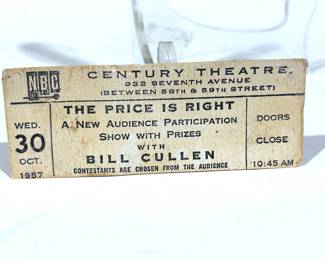 NBC
CENTURY THEATRE
932 SEVENTH AVENUE
(BETWEEN 58TH & 59TH STREET)
WED.
30
OCT.
1957
THE PRICE IS RIGHT
A New Audience Participation
Show with Prizes
WITH
BILL CULLEN
CONTESTANTS ARE CHOSEN FROM THE AUDIENCE
DOORS
CLOSE
10:45 AM